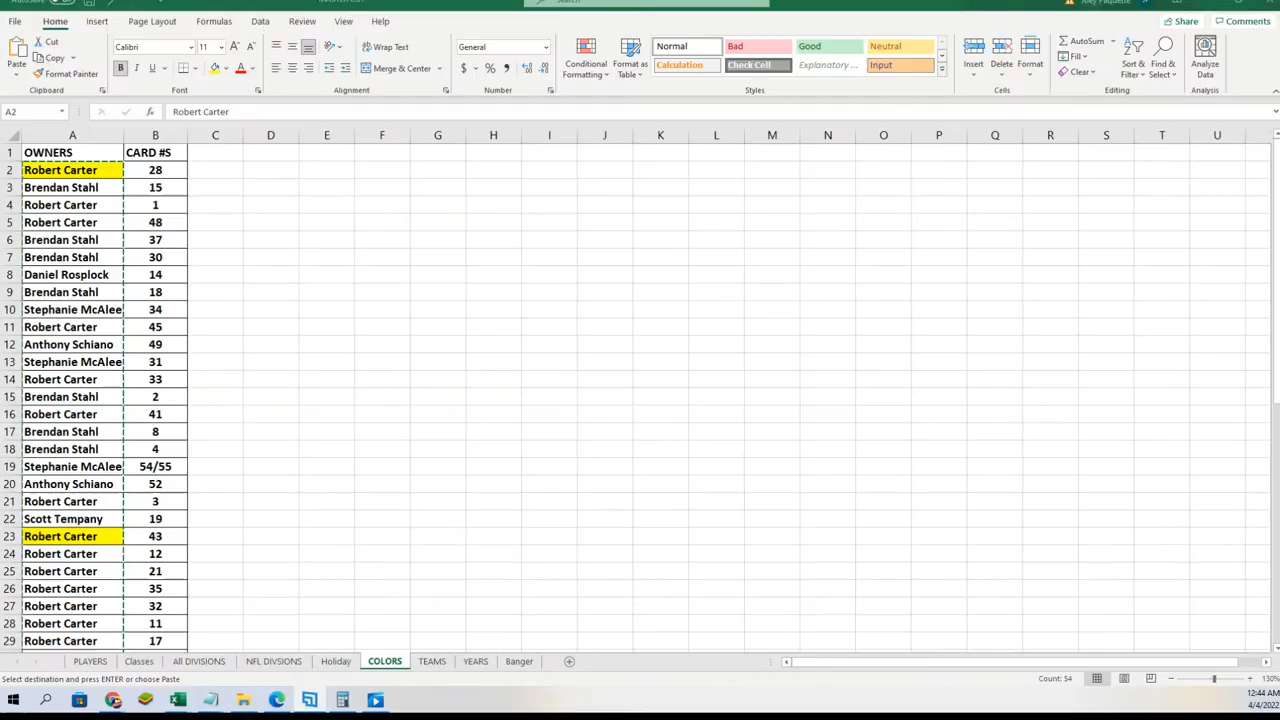 File Home Insert Page Layout Formulas Data Review View Help Share Comments
Cut Calibri 11 Wrap Text General Normal Bad Good Neutral AutoSum
Copy Conditional Format as Calculation Check Cell Explanatory ... Input Insert Delete Format Fill Sort & Find & Analyze
Paste Format Painter B I U A Merge & Center $ % Formatting Table Clear Filter Select Data
Clipboard Font Alignment Number Styles Cells Editing Analysis
A2 fx Robert Carter
A B C D E F G H I J K L M N O P Q R S T U
1 OWNERS CARD #S
2 Robert Carter 28
3 Brendan Stahl 15
4 Robert Carter 1
5 Robert Carter 48
6 Brendan Stahl 37
7 Brendan Stahl 30
8 Daniel Rosplock 14
9 Brendan Stahl 18
10 Stephanie McAlee 34
11 Robert Carter 45
12 Anthony Schiano 49
13 Stephanie McAlee 31
14 Robert Carter 33
15 Brendan Stahl 2
16 Robert Carter 41
17 Brendan Stahl 8
18 Brendan Stahl 4
19 Stephanie McAlee 54/55
20 Anthony Schiano 52
21 Robert Carter 3
22 Scott Tempany 19
23 Robert Carter 43
24 Robert Carter 12
25 Robert Carter 21
26 Robert Carter 35
27 Robert Carter 32
28 Robert Carter 11
29 Robert Carter 17
PLAYERS Classes All DIVISIONS NFL DIVSIONS Holiday COLORS TEAMS YEARS Banger
Select destination and press ENTER or choose Paste Count: 54 130%
12:44 AM
4/4/2022